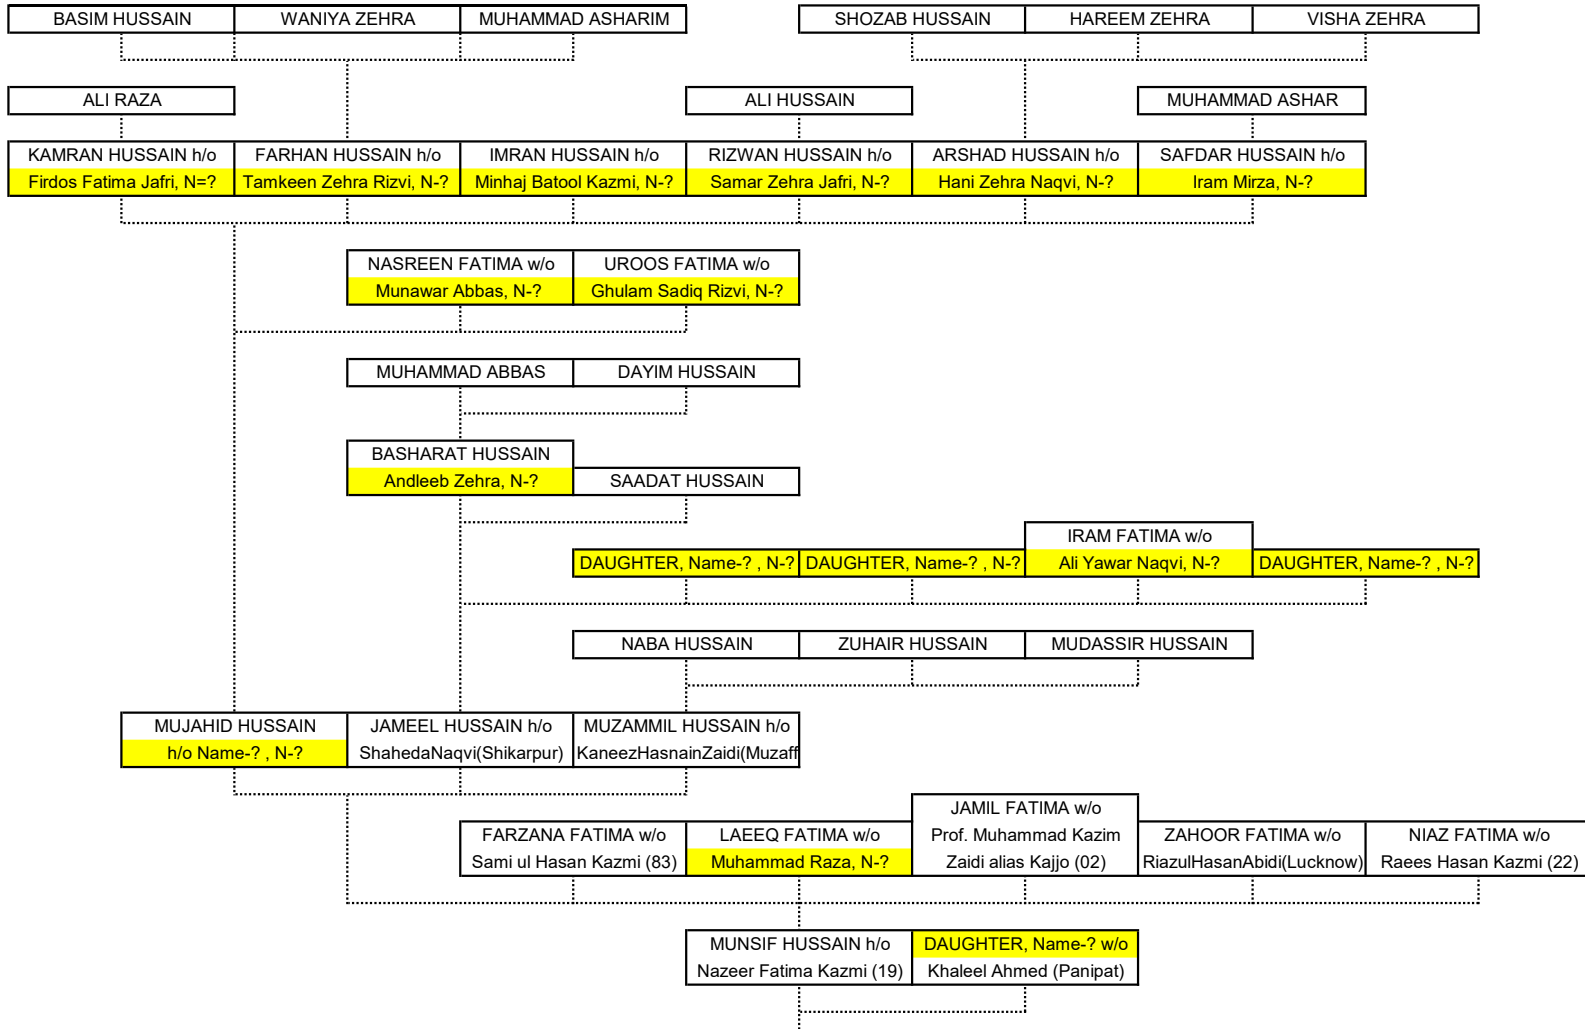 BASIM HUSSAIN WANIYA ZEHRA MUHAMMAD ASHARIM SHOZAB HUSSAIN HAREEM ZEHRA VISHA ZEHRA
ALI RAZA ALI HUSSAIN MUHAMMAD ASHAR
KAMRAN HUSSAIN h/o FARHAN HUSSAIN h/o IMRAN HUSSAIN h/o RIZWAN HUSSAIN h/o ARSHAD HUSSAIN h/o SAFDAR HUSSAIN h/o
Firdos Fatima Jafri, N=? Tamkeen Zehra Rizvi, N-? Minhaj Batool Kazmi, N-? Samar Zehra Jafri, N-? Hani Zehra Naqvi, N-? Iram Mirza, N-?
NASREEN FATIMA w/o UROOS FATIMA w/o
Munawar Abbas, N-? Ghulam Sadiq Rizvi, N-?
MUHAMMAD ABBAS DAYIM HUSSAIN
BASHARAT HUSSAIN
Andleeb Zehra, N-? SAADAT HUSSAIN
IRAM FATIMA w/o
DAUGHTER, Name-? , N-? DAUGHTER, Name-? , N-? Ali Yawar Naqvi, N-? DAUGHTER, Name-? , N-?
NABA HUSSAIN ZUHAIR HUSSAIN MUDASSIR HUSSAIN
MUJAHID HUSSAIN JAMEEL HUSSAIN h/o MUZAMMIL HUSSAIN h/o
h/o Name-? , N-? ShahedaNaqvi(Shikarpur) KaneezHasnainZaidi(Muzaff
JAMIL FATIMA w/o
FARZANA FATIMA w/o LAEEQ FATIMA w/o Prof. Muhammad Kazim ZAHOOR FATIMA w/o NIAZ FATIMA w/o
Sami ul Hasan Kazmi (83) Muhammad Raza, N-? Zaidi alias Kajjo (02) RiazulHasanAbidi(Lucknow) Raees Hasan Kazmi (22)
MUNSIF HUSSAIN h/o DAUGHTER, Name-? w/o
Nazeer Fatima Kazmi (19) Khaleel Ahmed (Panipat)